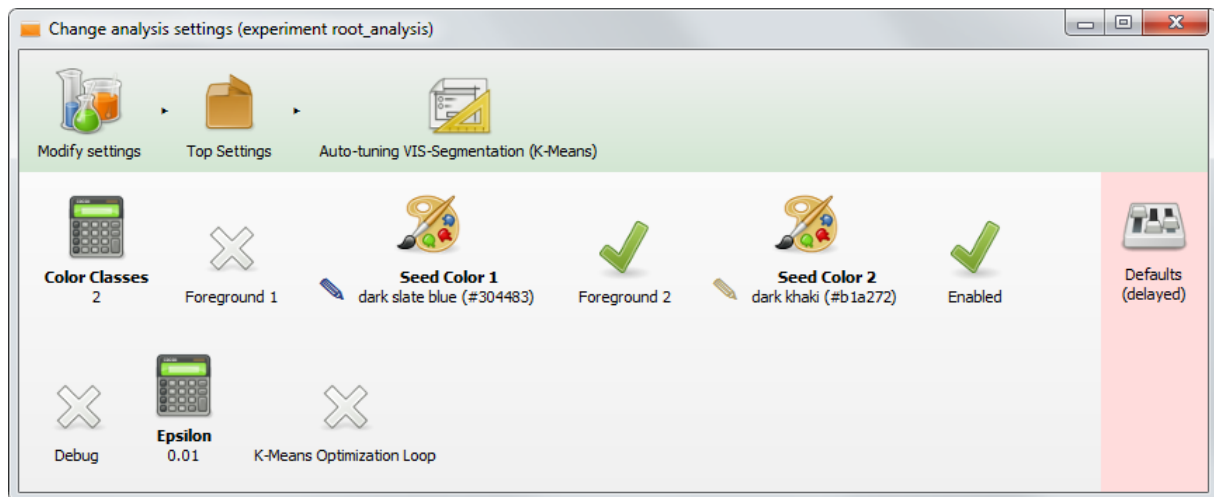 Change analysis settings (experiment root_analysis)
Modify settings
Top Settings
Auto-tuning VIS-Segmentation (K-Means)
Color Classes
2
Foreground 1
Seed Color 1
dark slate blue (#304483)
Foreground 2
Seed Color 2
dark khaki (#b1a272)
Enabled
Defaults
(delayed)
Debug
Epsilon
0.01
K-Means Optimization Loop